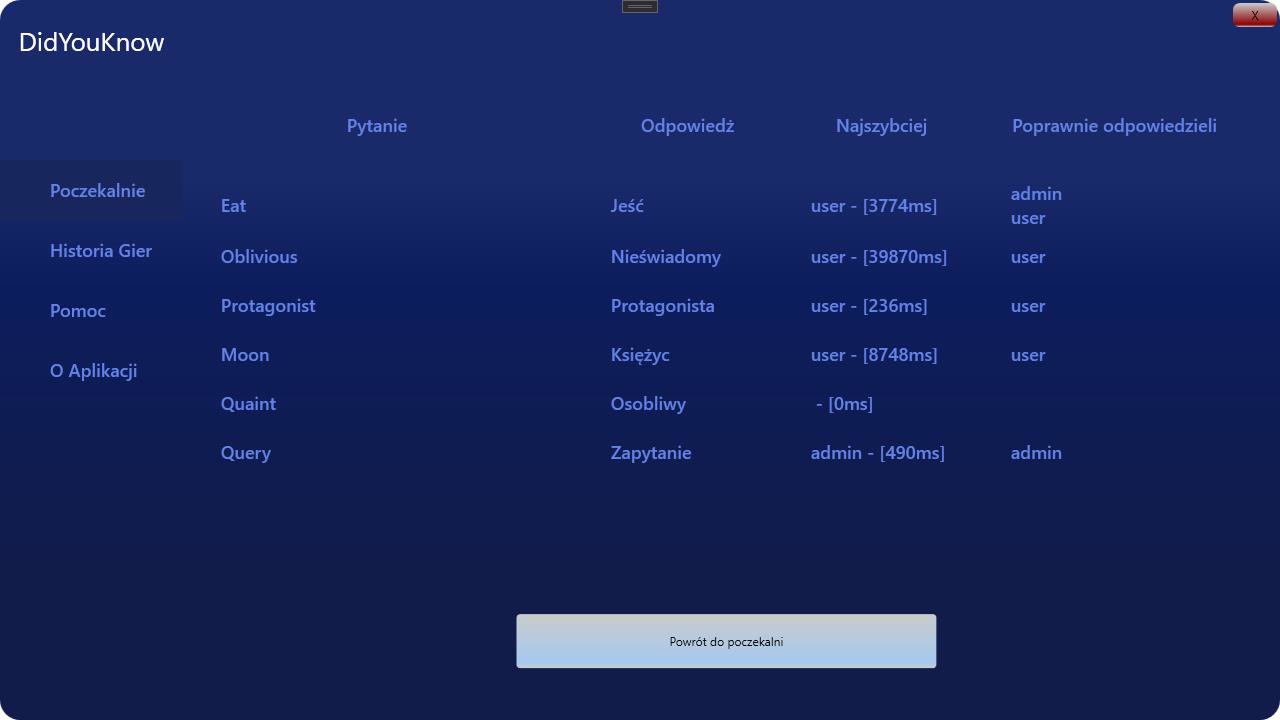 X
DidYouKnow
Pytanie Odpowiedż Najszybciej Poprawnie odpowiedzieli
Poczekalnie
Historia Gier
Pomoc
O Aplikacji
Eat Jeść user - [3774ms] admin
user
Oblivious Nieświadomy user - [39870ms] user
Protagonist Protagonista user - [236ms] user
Moon Księżyc user - [8748ms] user
Quaint Osobliwy - [0ms]
Query Zapytanie admin - [490ms] admin
Powrót do poczekalni